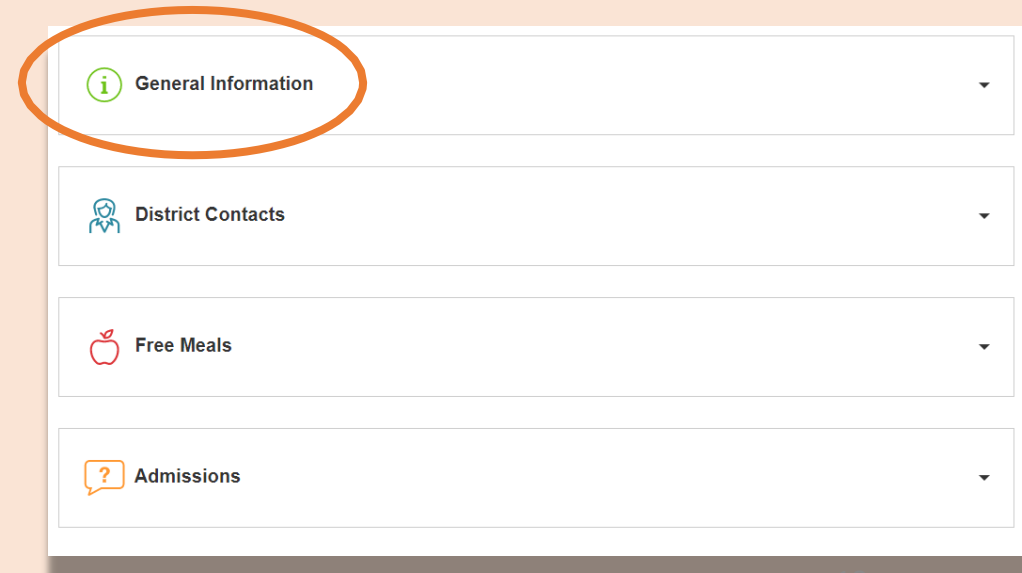 General Information
District Contacts
Free Meals
?
Admissions